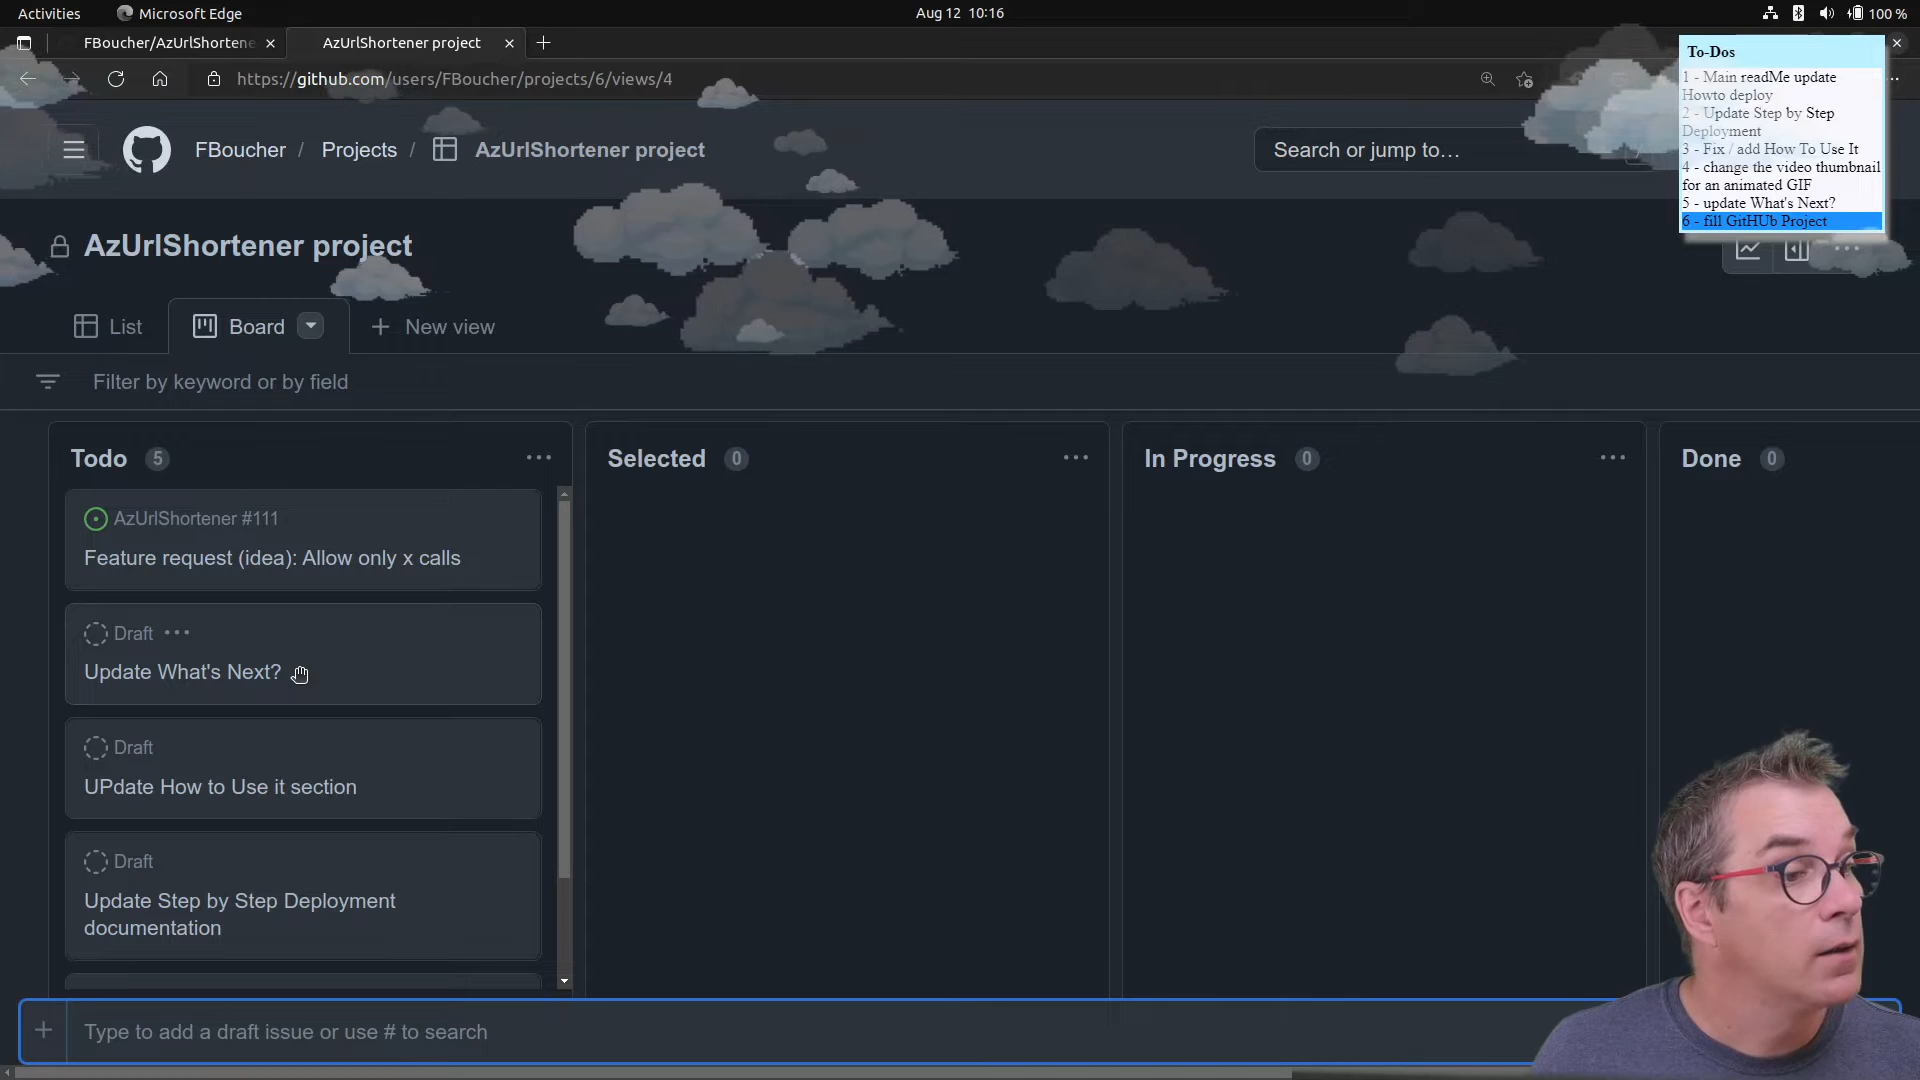 Activities
Microsoft Edge
Aug 12 10:16
100 %
FBoucher/AzUrlShortene
AzUrlShortener project
https://github.com/users/FBoucher/projects/6/views/4
To-Dos
1 - Main readMe update
Howto deploy
2 - Update Step by Step
Deployment
3 - Fix / add How To Use It
4 - change the video thumbnail
for an animated GIF
5 - update What's Next?
6 - fill GitHUb Project
FBoucher / Projects / AzUrlShortener project
Search or jump to…
AzUrlShortener project
List
Board
New view
Filter by keyword or by field
Todo 5
Selected 0
In Progress 0
Done 0
AzUrlShortener #111
Feature request (idea): Allow only x calls
Draft
Update What's Next?
Draft
UPdate How to Use it section
Draft
Update Step by Step Deployment
documentation
Type to add a draft issue or use # to search